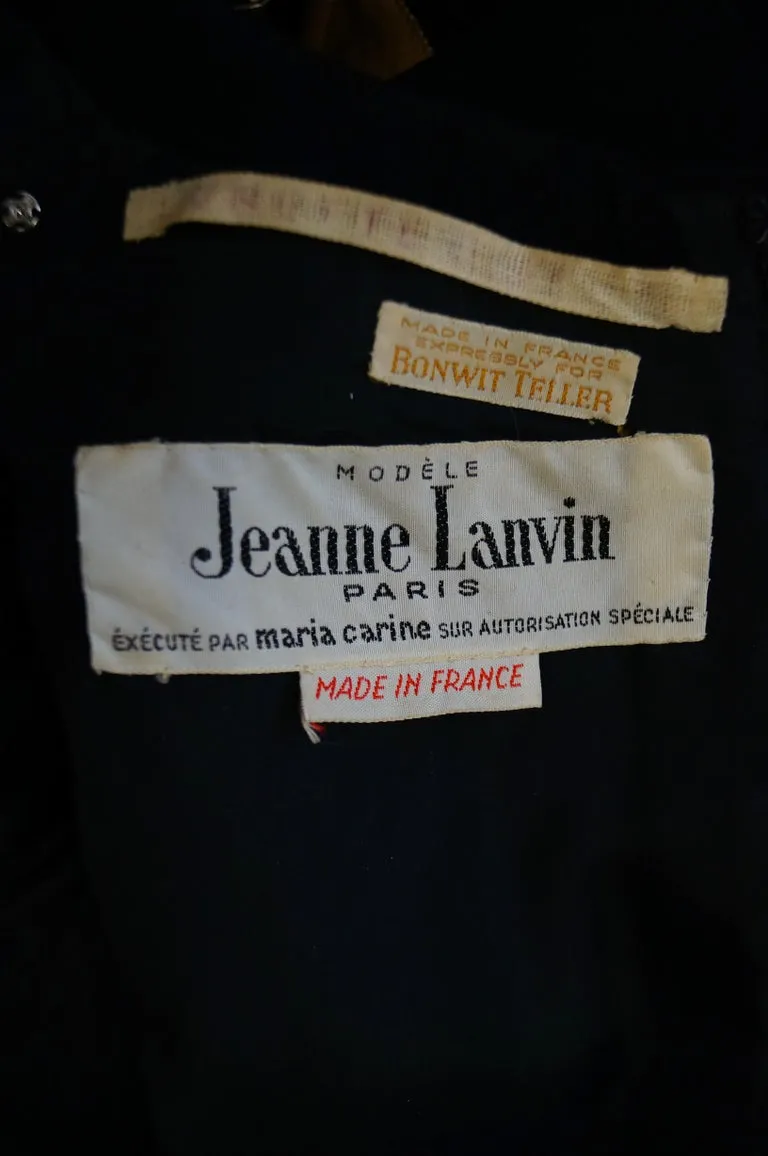 MADE IN FRANCE
EXPRESSLY FOR
BONWIT TELLER
MODÈLE
Jeanne Lanvin
PARIS
ÉXÉCUTÉ PAR maria carine SUR AUTORISATION SPÉCIALE
MADE IN FRANCE